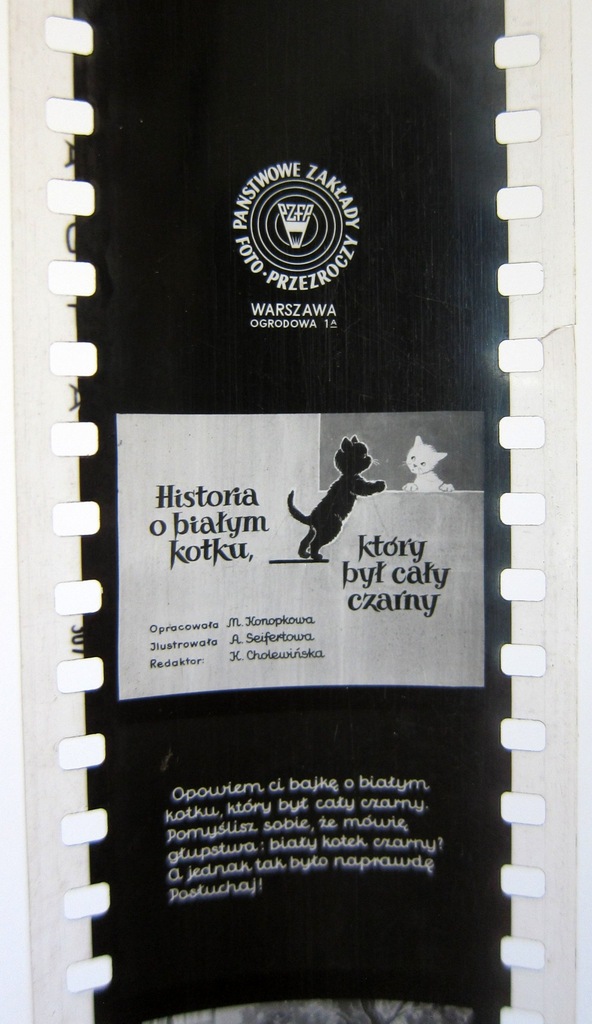 PAŃSTWOWE ZAKŁADY
FOTO-PRZEZROCZY
PZFP
WARSZAWA
OGRODOWA 1A
Historia
o białym
kotku,
który
był cały
czarny
Opracowała M. Konopkowa
Ilustrowała A. Seifertowa
Redaktor: K. Cholewińska
Opowiem ci bajkę o białym
kotku, który był cały czarny.
Pomyślisz sobie, że mówię
głupstwa: biały kotek czarny?
A jednak tak było naprawdę
Posłuchaj!